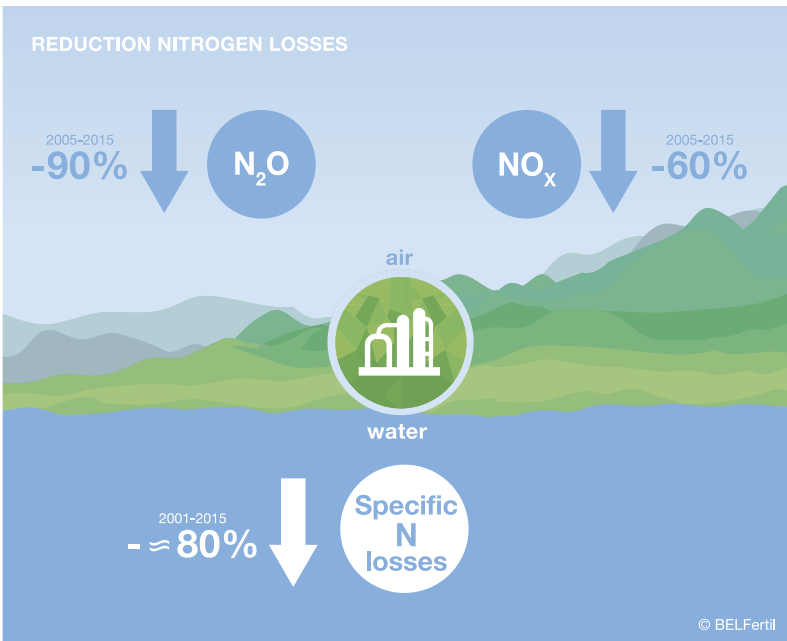 REDUCTION NITROGEN LOSSES
2005-2015
-90%
N₂O
NOₓ
2005-2015
-60%
air
water
2001-2015
- ≈ 80%
Specific
N
losses
© BELFertil